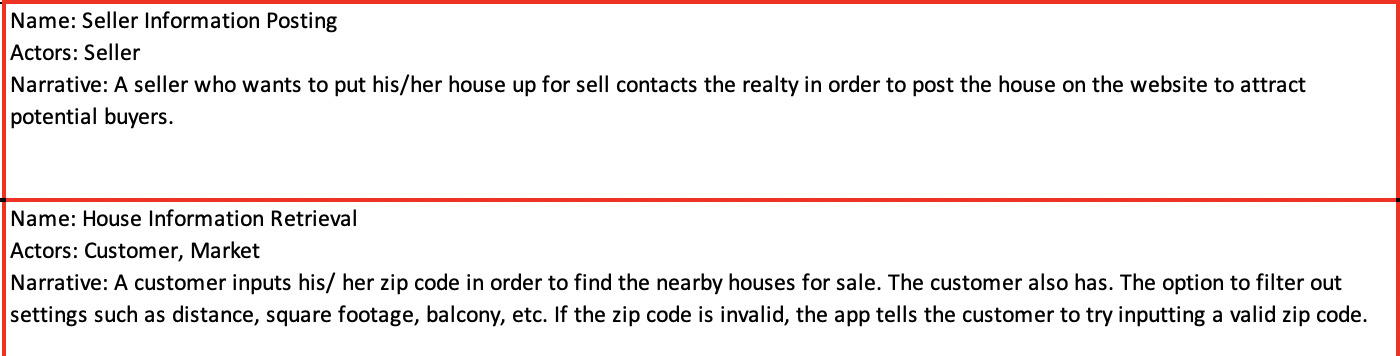 Name: Seller Information Posting
Actors: Seller
Narrative: A seller who wants to put his/her house up for sell contacts the realty in order to post the house on the website to attract
potential buyers.
Name: House Information Retrieval
Actors: Customer, Market
Narrative: A customer inputs his/ her zip code in order to find the nearby houses for sale. The customer also has. The option to filter out
settings such as distance, square footage, balcony, etc. If the zip code is invalid, the app tells the customer to try inputting a valid zip code.